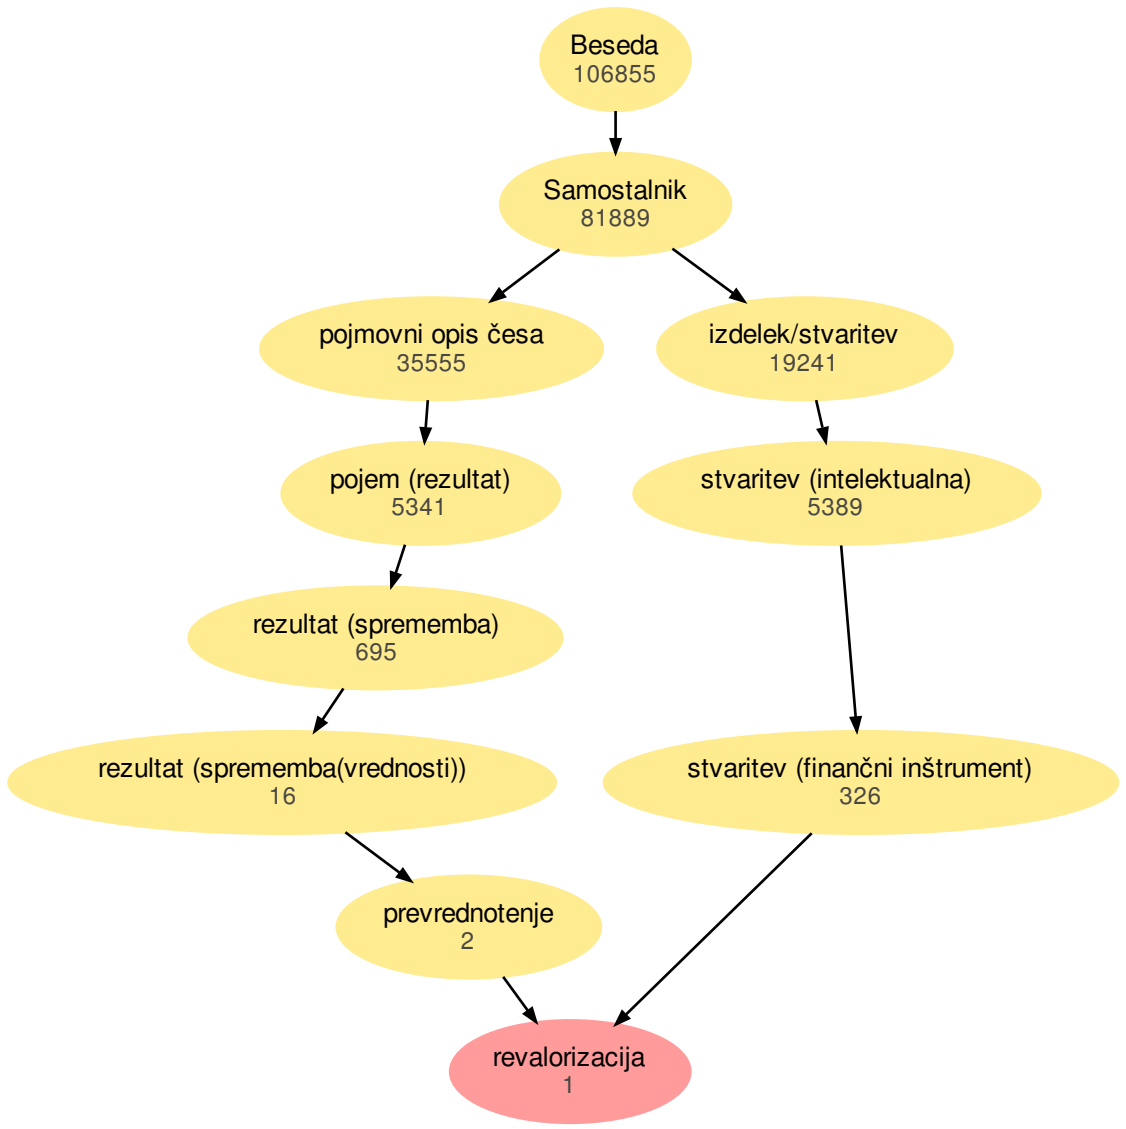 Beseda
106855
Samostalnik
81889
pojmovni opis česa
35555
izdelek/stvaritev
19241
pojem (rezultat)
5341
stvaritev (intelektualna)
5389
rezultat (sprememba)
695
rezultat (sprememba(vrednosti))
16
stvaritev (finančni inštrument)
326
prevrednotenje
2
revalorizacija
1